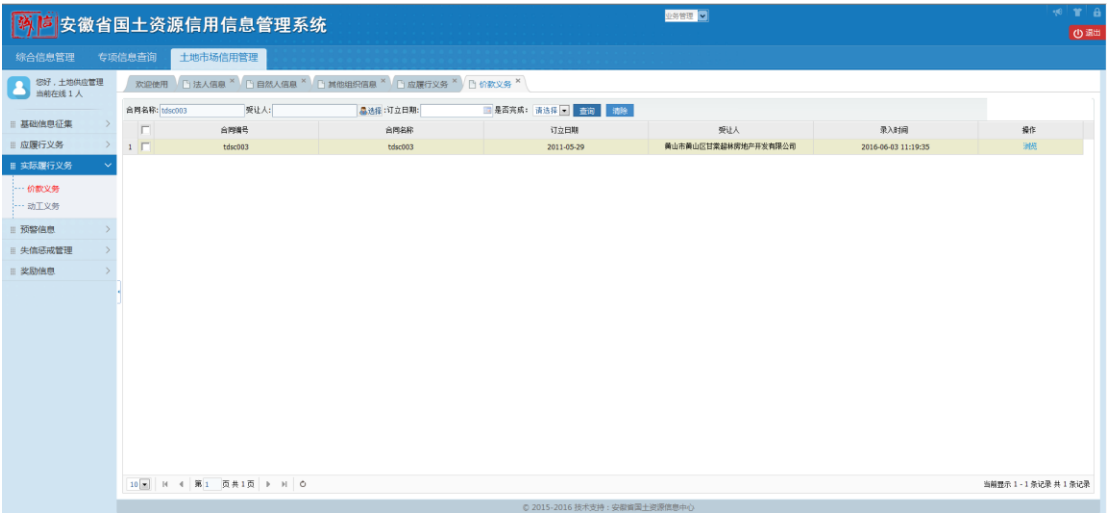 诚信 安徽省国土资源信用信息管理系统 业务管理
退出
综合信息管理 专项信息查询 土地市场信用管理
您好，土地供应管理
当前在线 1 人
欢迎使用 法人信息 × 自然人信息 × 其他组织信息 × 应履行义务 × 价款义务 ×
合同名称: tdsc003 受让人: 选择 订立日期: 是否完成: 请选择 查询 清除
合同编号 合同名称 订立日期 受让人 录入时间 操作
1 tdsc003 tdsc003 2011-05-29 黄山市黄山区甘棠越林房地产开发有限公司 2016-06-03 11:19:35 浏览
基础信息征集
应履行义务
实际履行义务
价款义务
动工义务
预警信息
失信惩戒管理
奖励信息
10 第 1 页 共 1 页 当前显示 1 - 1 条记录 共 1 条记录
© 2015-2016 技术支持：安徽省国土资源信息中心